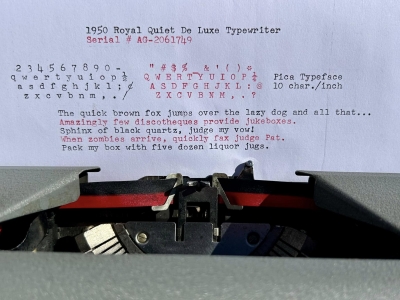 1950 Royal Quiet De Luxe Typewriter
Serial # AG-2061749
2 3 4 5 6 7 8 9 0 - " # $ % _ & ' ( ) *
q w e r t y u i o p ½ Q W E R T Y U I O P ¼ Pica Typeface
a s d f g h j k l ; ¢ A S D F G H J K L : @ 10 char./inch
z x c v b n m , . / Z X C V B N M , . ?
The quick brown fox jumps over the lazy dog and all that...
Amazingly few discotheques provide jukeboxes.
Sphinx of black quartz, judge my vow!
When zombies arrive, quickly fax judge Pat.
Pack my box with five dozen liquor jugs.